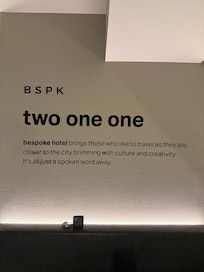 BSPK
two one one
bespoke hotel brings those who like to travel as they are,
closer to the city brimming with culture and creativity.
It's all just a spoken word away.